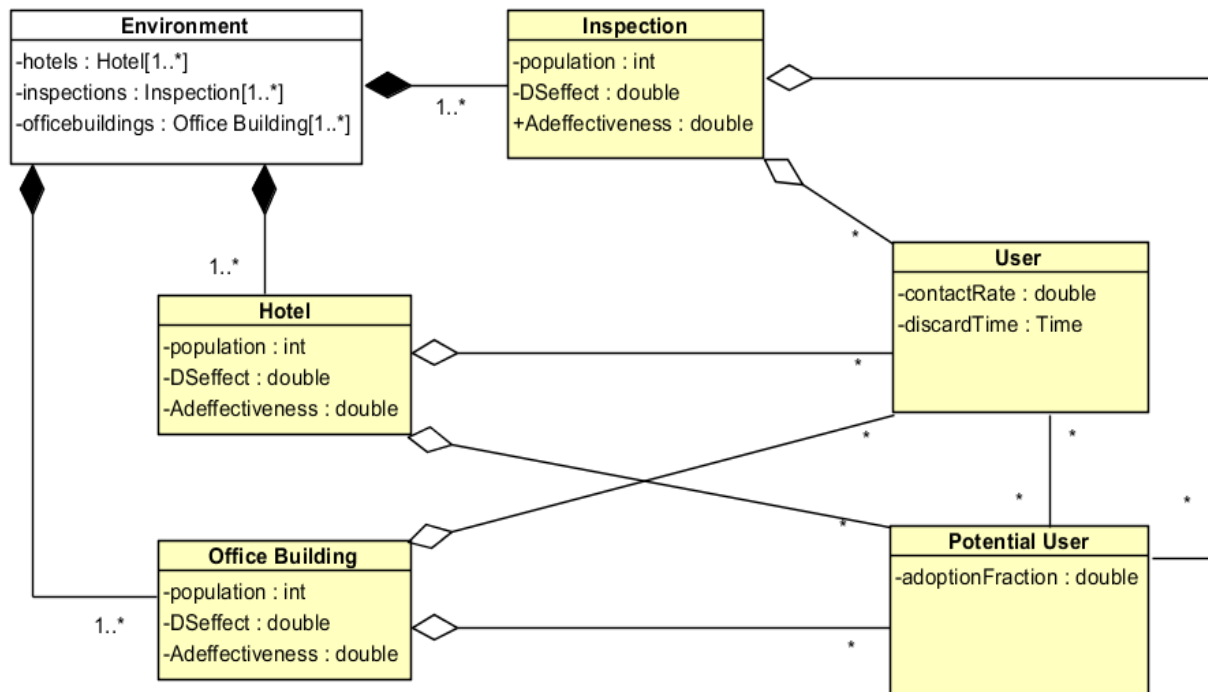 Environment
-hotels : Hotel[1..*]
-inspections : Inspection[1..*]
-officebuildings : Office Building[1..*]
Inspection
-population : int
-DSeffect : double
+Adeffectiveness : double
1..*
*
User
-contactRate : double
-discardTime : Time
1..*
Hotel
-population : int
-DSeffect : double
-Adeffectiveness : double
*
*
*
*
*
*
Office Building
-population : int
-DSeffect : double
-Adeffectiveness : double
1..*
Potential User
-adoptionFraction : double
*